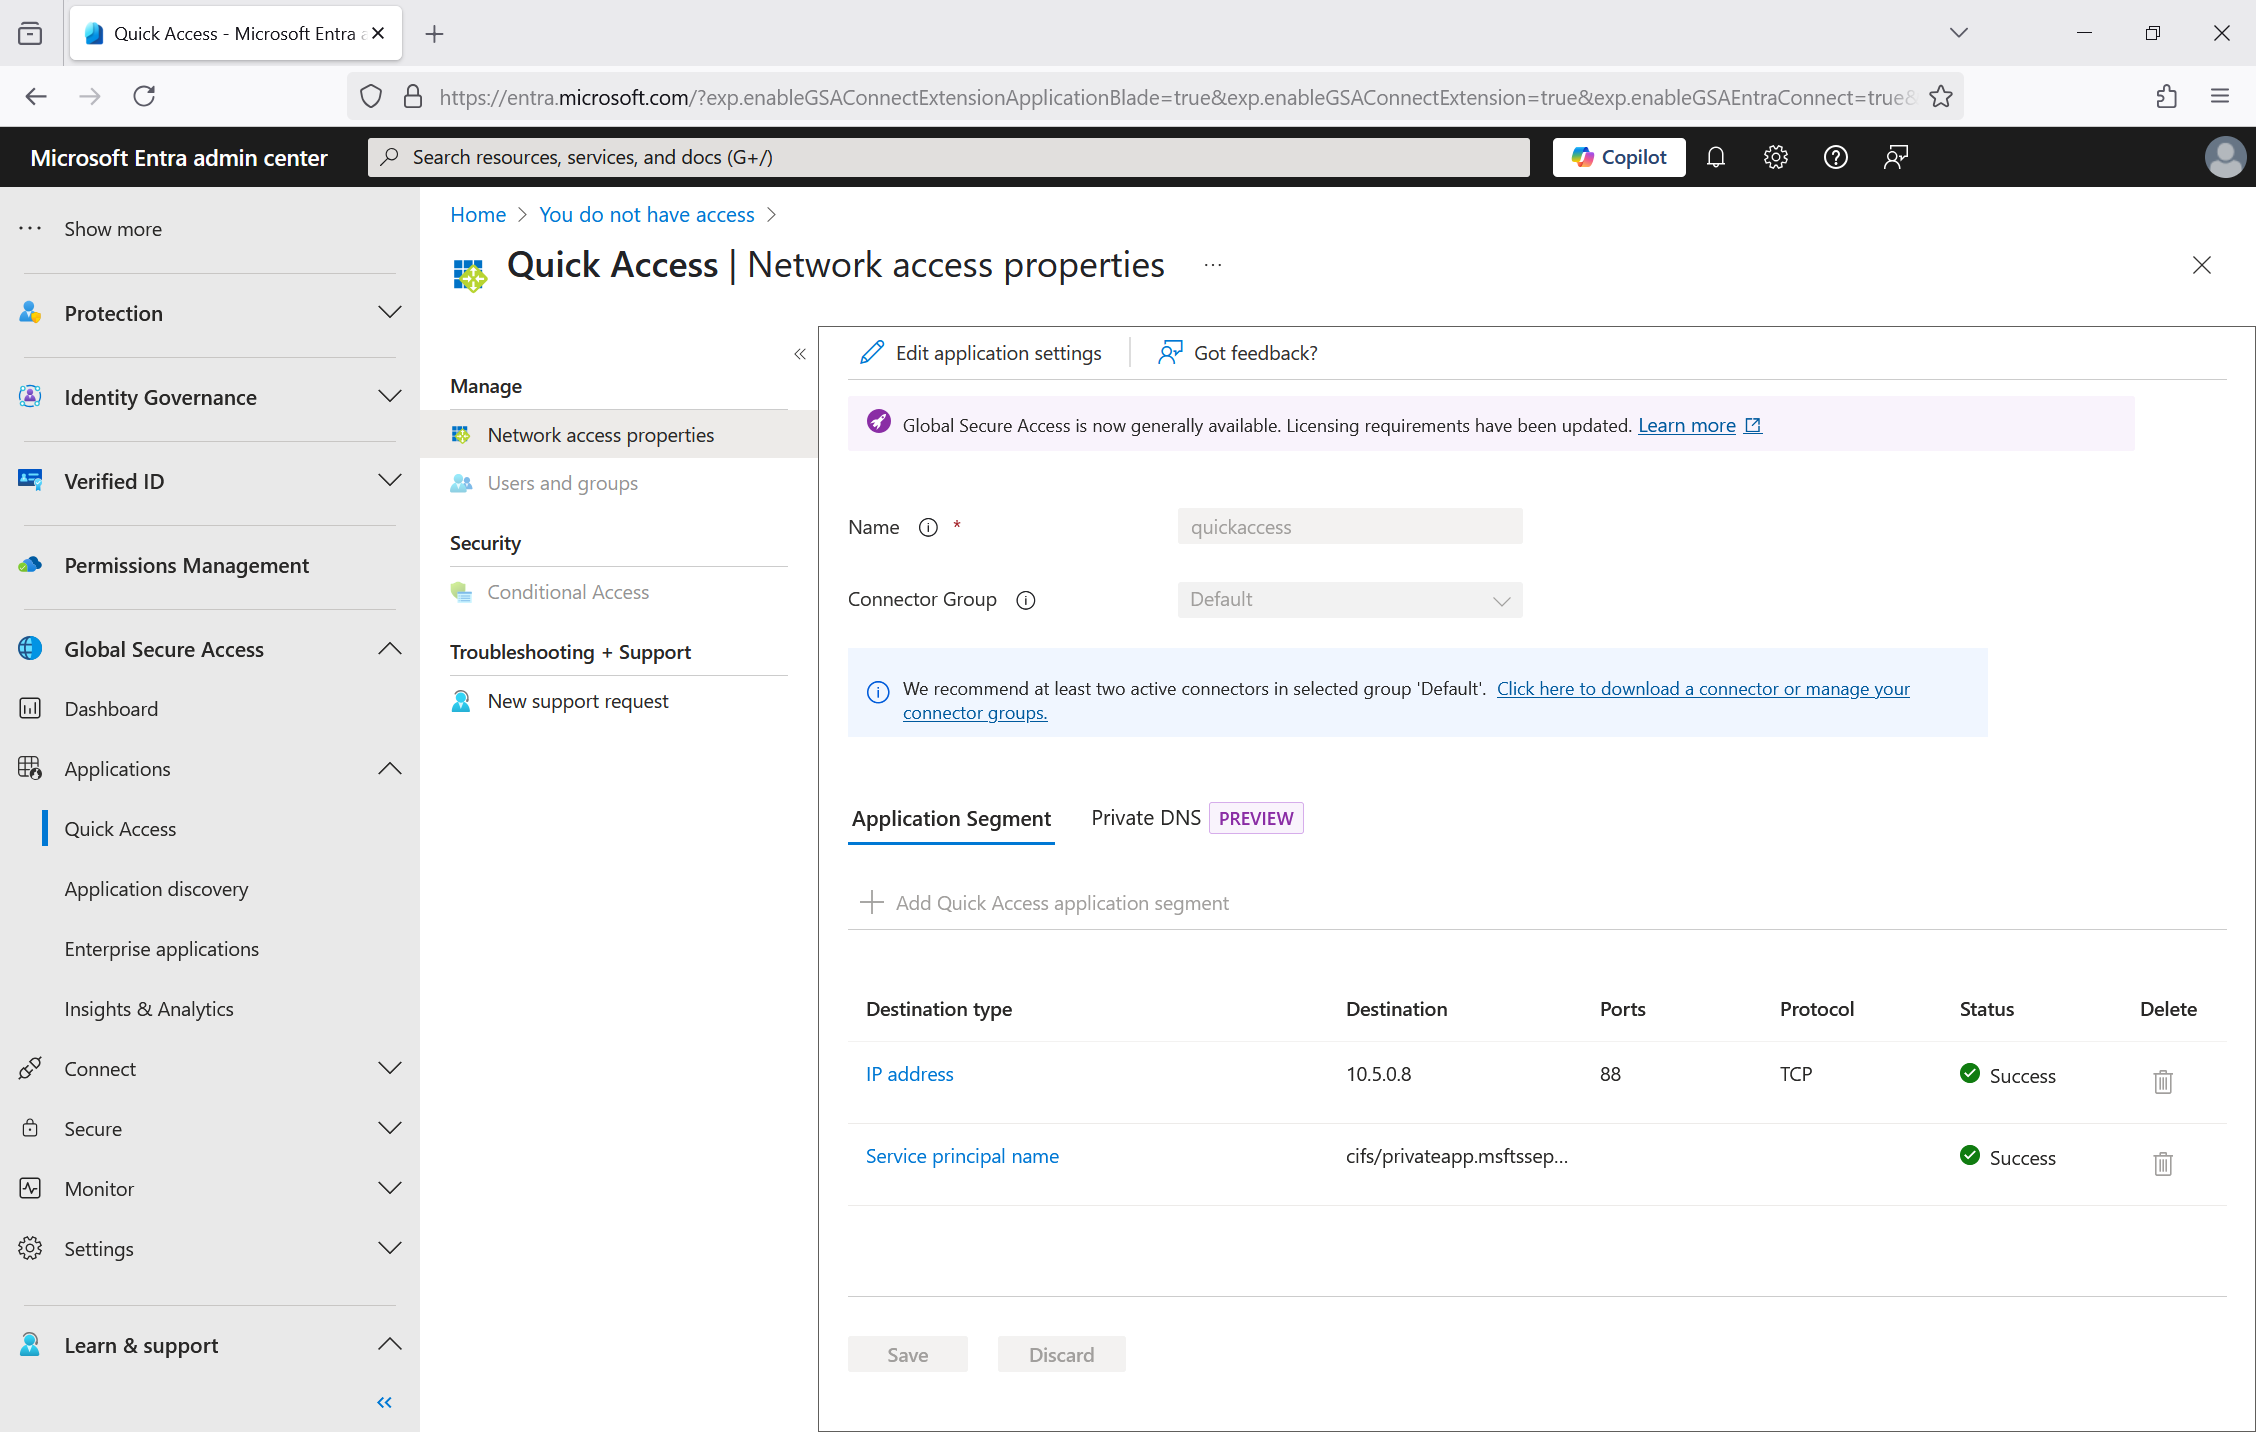 Quick Access - Microsoft Entra a
https://entra.microsoft.com/?exp.enableGSAConnectExtensionApplicationBlade=true&exp.enableGSAConnectExtension=true&exp.enableGSAEntraConnect=true&
Microsoft Entra admin center
Search resources, services, and docs (G+/)
Copilot
Show more
Protection
Identity Governance
Verified ID
Permissions Management
Global Secure Access
Dashboard
Applications
Quick Access
Application discovery
Enterprise applications
Insights & Analytics
Connect
Secure
Monitor
Settings
Learn & support
Home > You do not have access >
Quick Access | Network access properties ...
Manage
Network access properties
Users and groups
Security
Conditional Access
Troubleshooting + Support
New support request
Edit application settings
Got feedback?
Global Secure Access is now generally available. Licensing requirements have been updated. Learn more
Name *
quickaccess
Connector Group
Default
We recommend at least two active connectors in selected group 'Default'. Click here to download a connector or manage your
connector groups.
Application Segment
Private DNS PREVIEW
Add Quick Access application segment
Destination type Destination Ports Protocol Status Delete
IP address 10.5.0.8 88 TCP Success
Service principal name cifs/privateapp.msftssep... Success
Save
Discard